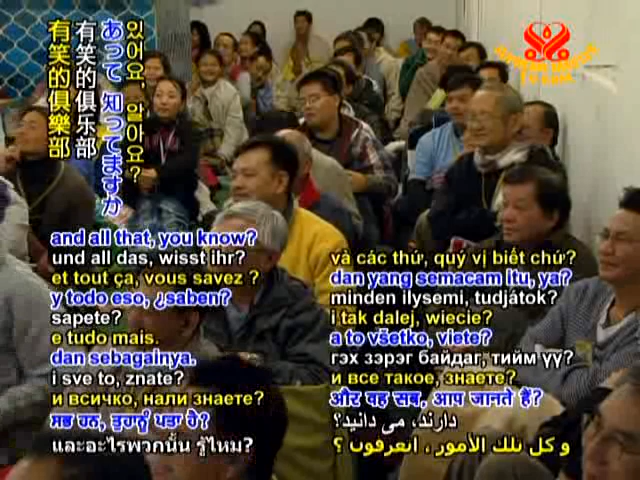 있어요, 알아요?
あって 知ってますか
有笑的俱乐部
有笑的俱樂部
and all that, you know?
und all das, wisst ihr?
et tout ça, vous savez ?
y todo eso, ¿saben?
sapete?
e tudo mais.
dan sebagainya.
i sve to, znate?
и всичко, нали знаете?
ਸਭ ਹਨ, ਤੁਹਾਨੂੰ ਪਤਾ ਹੈ?
และอะไรพวกนั้น รู้ไหม?
và các thứ, quý vị biết chứ?
dan yang semacam itu, ya?
minden ilysemi, tudjátok?
i tak dalej, wiecie?
a to všetko, viete?
гэх зэрэг байдаг, тийм үү?
и все такое, знаете?
और वह सब, आप जानते हैं?
دارند، می دانید؟
و كل تلك الأمور ، اتعرفون ؟